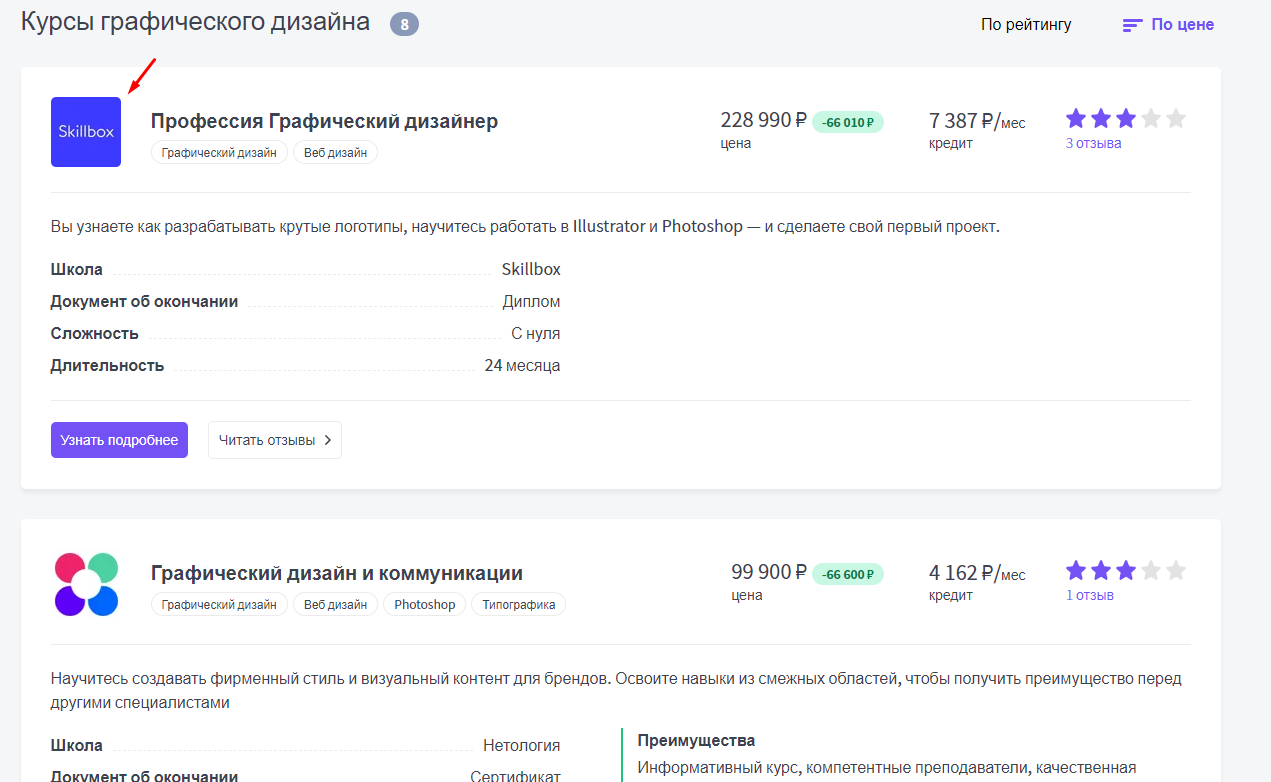 Курсы графического дизайна 8
По рейтингу По цене
Skillbox
Профессия Графический дизайнер
Графический дизайн Веб дизайн
228 990 ₽ -66 010 ₽
цена
7 387 ₽/мес
кредит
3 отзыва
Вы узнаете как разрабатывать крутые логотипы, научитесь работать в Illustrator и Photoshop — и сделаете свой первый проект.
Школа Skillbox
Документ об окончании Диплом
Сложность С нуля
Длительность 24 месяца
Узнать подробнее Читать отзывы
Графический дизайн и коммуникации
Графический дизайн Веб дизайн Photoshop Типографика
99 900 ₽ -66 600 ₽
цена
4 162 ₽/мес
кредит
1 отзыв
Научитесь создавать фирменный стиль и визуальный контент для брендов. Освоите навыки из смежных областей, чтобы получить преимущество перед
другими специалистами
Школа Нетология
Документ об окончании Сертификат
Преимущества
Информативный курс, компетентные преподаватели, качественная